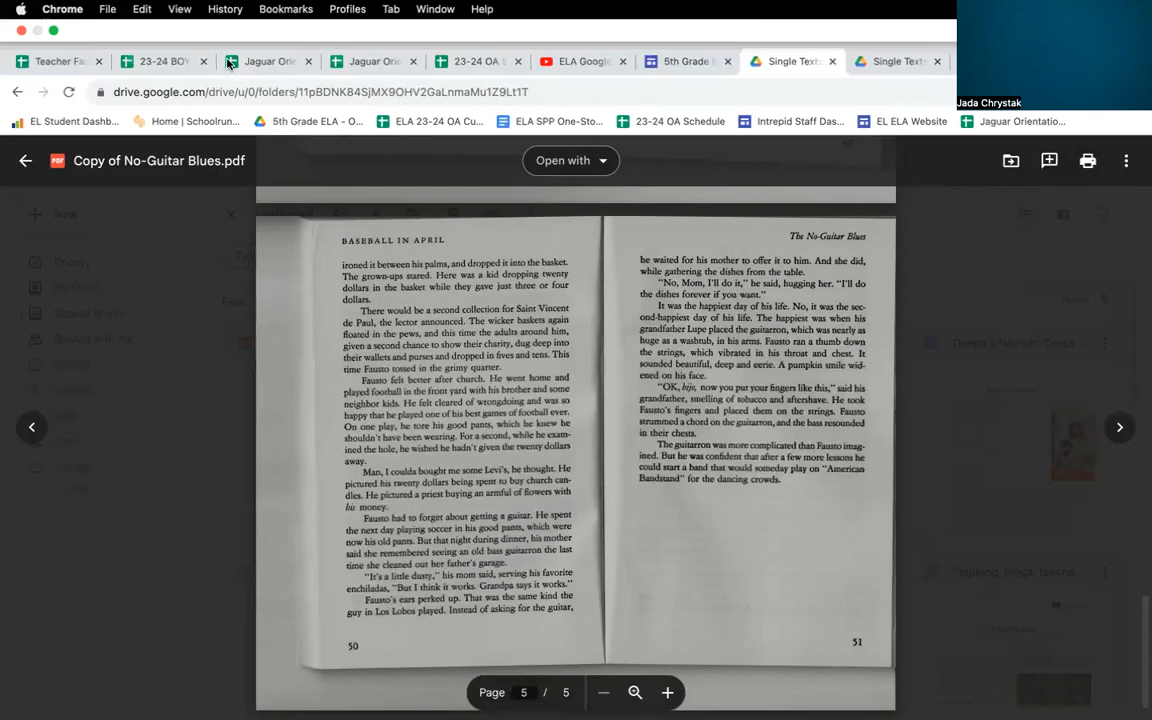 Chrome File Edit View History Bookmarks Profiles Tab Window Help
Teacher Fa
23-24 BOY
Jaguar Orie
Jaguar Orie
23-24 OA S
ELA Google
5th Grade
Single Texts
Single Texts
drive.google.com/drive/u/0/folders/11pBDNK84SjMX9OHV2GaLnmaMu1Z9Lt1T
Jada Chrystak
EL Student Dashb...
Home | Schoolrun...
5th Grade ELA - O...
ELA 23-24 OA Cu...
ELA SPP One-Sto...
23-24 OA Schedule
Intrepid Staff Das...
EL ELA Website
Jaguar Orientatio...
Copy of No-Guitar Blues.pdf
Open with
New
Priority
My Drive
Shared drives
Shared with me
Name
BASEBALL IN APRIL
ironed it between his palms, and dropped it into the basket.
The grown-ups stared. Here was a kid dropping twenty
dollars in the basket while they gave just three or four
dollars.
There would be a second collection for Saint Vincent
de Paul, the lector announced. The wicker baskets again
floated in the pews, and this time the adults around him,
given a second chance to show their charity, dug deep into
their wallets and purses and dropped in fives and tens. This
time Fausto tossed in the grimy quarter.
Fausto felt better after church. He went home and
played football in the front yard with his brother and some
neighbor kids. He felt cleared of wrongdoing and was so
happy that he played one of his best games of football ever.
On one play, he tore his good pants, which he knew he
shouldn't have been wearing. For a second, while he exam-
ined the hole, he wished he hadn't given the twenty dollars
away.
Man, I coulda bought me some Levi's, he thought. He
pictured his twenty dollars being spent to buy church can-
dles. He pictured a priest buying an armful of flowers with
his money.
Fausto had to forget about getting a guitar. He spent
the next day playing soccer in his good pants, which were
now his old pants. But that night during dinner, his mother
said she remembered seeing an old bass guitarron the last
time she cleaned out her father's garage.
"It's a little dusty," his mom said, serving his favorite
enchiladas, "But I think it works. Grandpa says it works."
Fausto's ears perked up. That was the same kind the
guy in Los Lobos played. Instead of asking for the guitar,
50
The No-Guitar Blues
he waited for his mother to offer it to him. And she did,
while gathering the dishes from the table.
"No, Mom, I'll do it," he said, hugging her. "I'll do
the dishes forever if you want."
It was the happiest day of his life. No, it was the sec-
ond-happiest day of his life. The happiest was when his
grandfather Lupe placed the guitarron, which was nearly as
huge as a washtub, in his arms. Fausto ran a thumb down
the strings, which vibrated in his throat and chest. It
sounded beautiful, deep and eerie. A pumpkin smile wid-
ened on his face.
"OK, hijo, now you put your fingers like this," said his
grandfather, smelling of tobacco and aftershave. He took
Fausto's fingers and placed them on the strings. Fausto
strummed a chord on the guitarron, and the bass resounded
in their chests.
The guitarron was more complicated than Fausto imag-
ined. But he was confident that after a few more lessons he
could start a band that would someday play on "American
Bandstand" for the dancing crowds.
51
Page 5 / 5